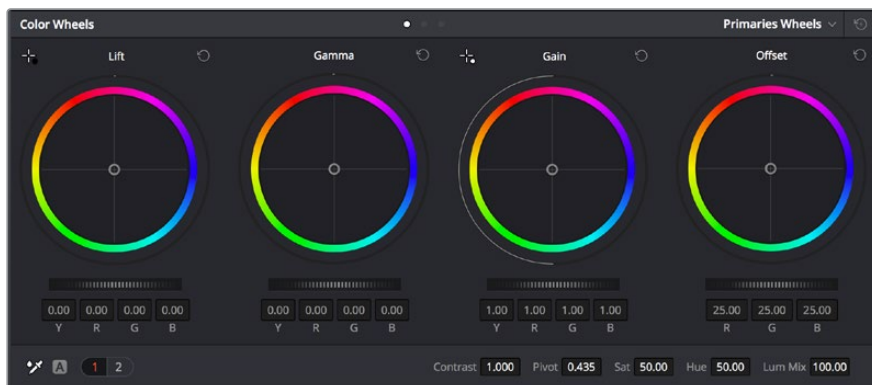 Color Wheels Primaries Wheels
Lift Gamma Gain Offset
0.00 0.00 0.00 0.00 0.00 0.00 0.00 0.00 1.00 1.00 1.00 1.00 25.00 25.00 25.00
Y R G B Y R G B Y R G B R G B
A 1 2 Contrast 1.000 Pivot 0.435 Sat 50.00 Hue 50.00 Lum Mix 100.00